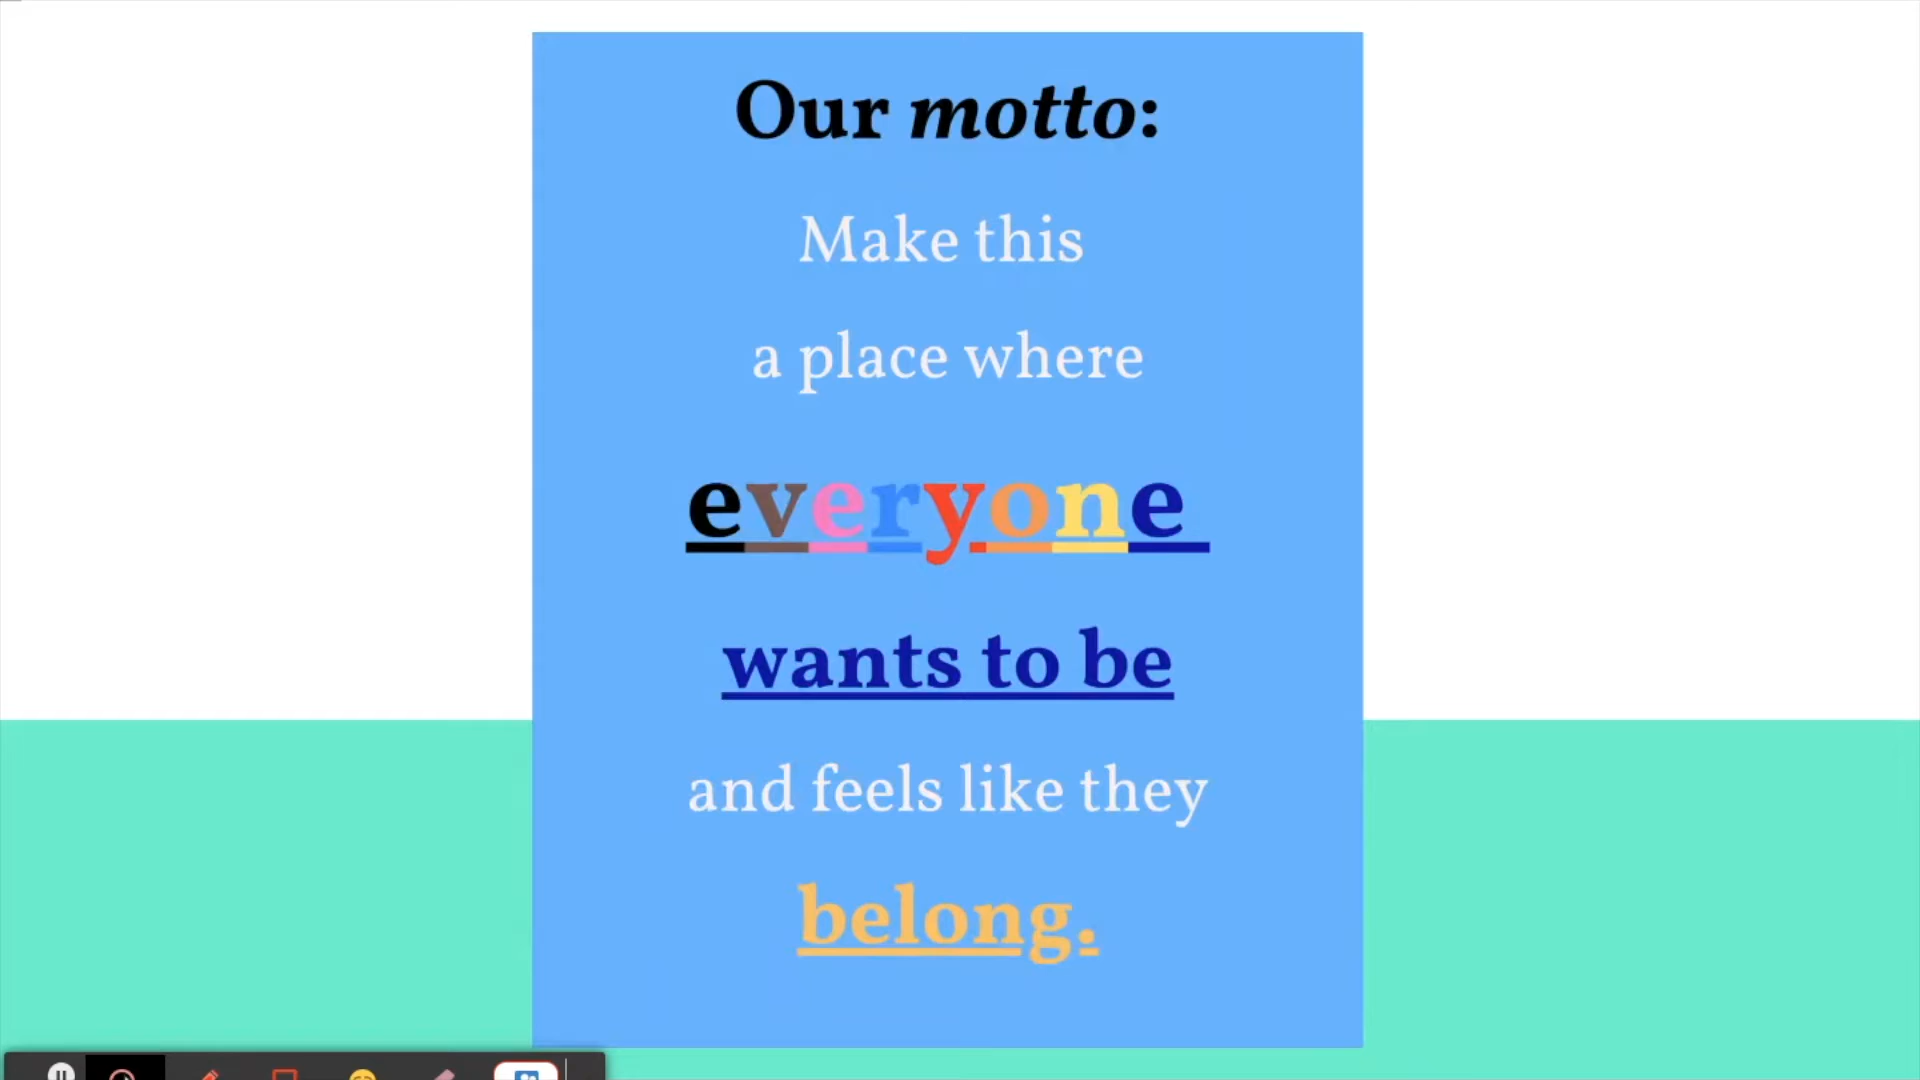 Our motto:
Make this
a place where
everyone
wants to be
and feels like they
belong.